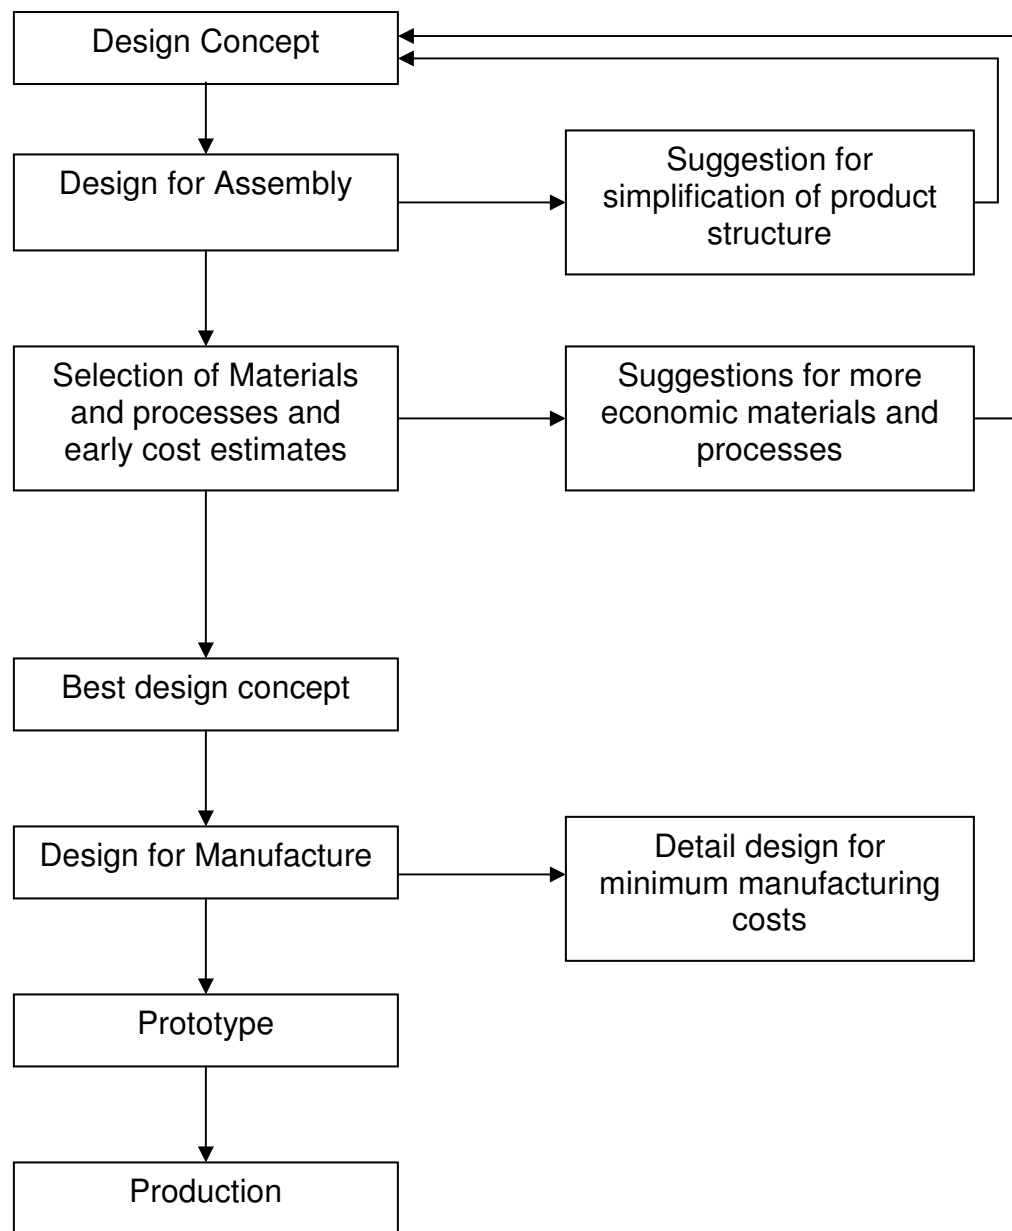 Design Concept
Design for Assembly
Suggestion for
simplification of product
structure
Selection of Materials
and processes and
early cost estimates
Suggestions for more
economic materials and
processes
Best design concept
Design for Manufacture
Detail design for
minimum manufacturing
costs
Prototype
Production